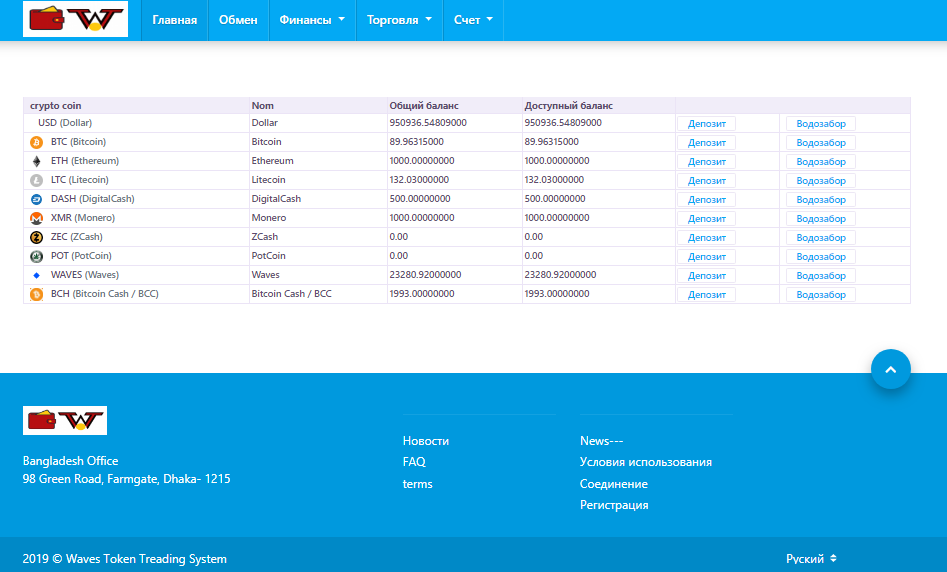 W
Главная Обмен Финансы Торговля Счет
crypto coin Nom Общий баланс Доступный баланс
USD (Dollar) Dollar 950936.54809000 950936.54809000 Депозит Водозабор
BTC (Bitcoin) Bitcoin 89.96315000 89.96315000 Депозит Водозабор
ETH (Ethereum) Ethereum 1000.00000000 1000.00000000 Депозит Водозабор
LTC (Litecoin) Litecoin 132.03000000 132.03000000 Депозит Водозабор
DASH (DigitalCash) DigitalCash 500.00000000 500.00000000 Депозит Водозабор
XMR (Monero) Monero 1000.00000000 1000.00000000 Депозит Водозабор
ZEC (ZCash) ZCash 0.00 0.00 Депозит Водозабор
POT (PotCoin) PotCoin 0.00 0.00 Депозит Водозабор
WAVES (Waves) Waves 23280.92000000 23280.92000000 Депозит Водозабор
BCH (Bitcoin Cash / BCC) Bitcoin Cash / BCC 1993.00000000 1993.00000000 Депозит Водозабор
W
Bangladesh Office
98 Green Road, Farmgate, Dhaka- 1215
Новости
FAQ
terms
News---
Условия использования
Соединение
Регистрация
2019 © Waves Token Treading System Руский